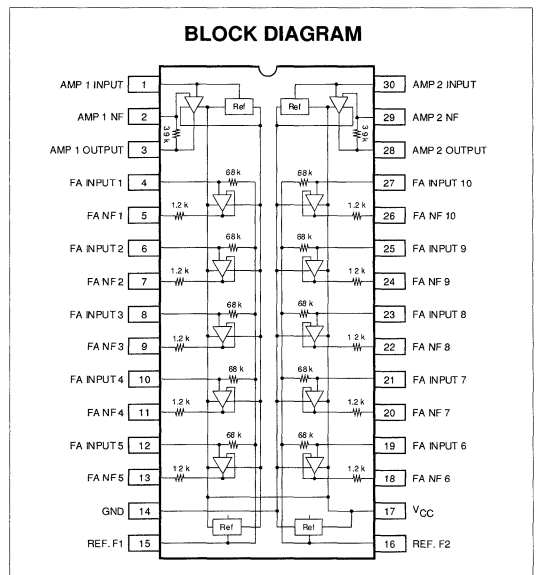 BLOCK DIAGRAM
AMP 1 INPUT 1 Ref Ref 30 AMP 2 INPUT
AMP 1 NF 2 3.9 k 3.9 k 29 AMP 2 NF
AMP 1 OUTPUT 3 28 AMP 2 OUTPUT
FA INPUT 1 4 68 k 68 k 27 FA INPUT 10
FA NF 1 5 1.2 k 1.2 k 26 FA NF 10
FA INPUT 2 6 68 k 68 k 25 FA INPUT 9
FA NF 2 7 1.2 k 1 2 k 24 FA NF 9
FA INPUT 3 8 68 k 68 k 23 FA INPUT 8
FA NF 3 9 1.2 k 1.2 k 22 FA NF 8
FA INPUT 4 10 68 k 68 k 21 FA INPUT 7
FA NF 4 11 1.2 k 1.2 k 20 FA NF 7
FA INPUT 5 12 68 k 68 k 19 FA INPUT 6
FA NF 5 13 1 2 k 1.2 k 18 FA NF 6
GND 14 Ref Ref 17 VCC
REF. F1 15 16 REF. F2